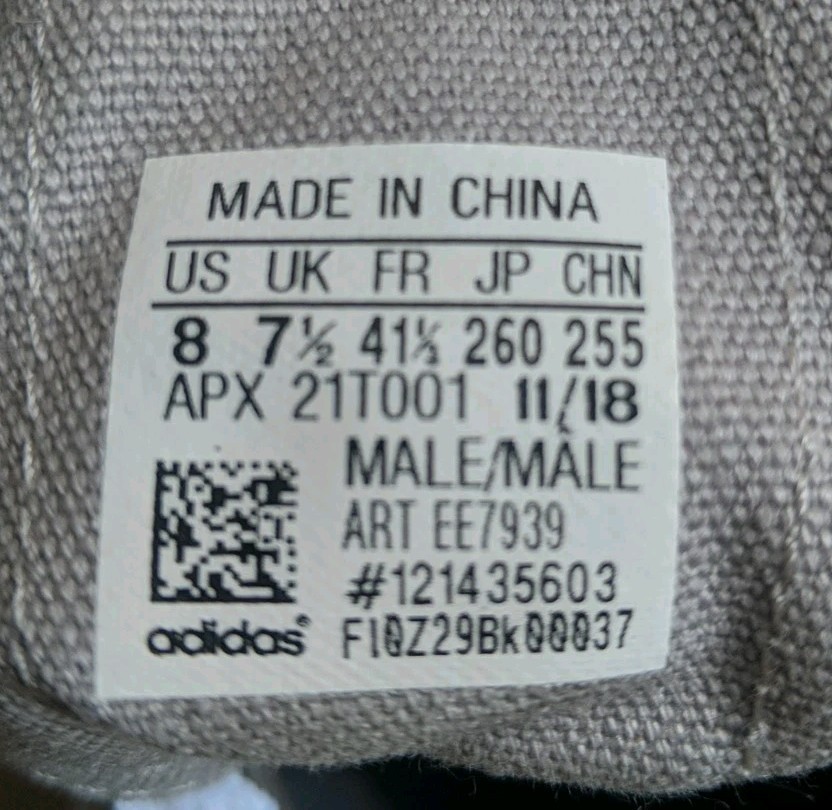 MADE IN CHINA
US UK FR JP CHN
8 7½ 41⅓ 260 255
APX 21T001 11/18
MALE/MÂLE
ART EE7939
#121435603
adidas® F10Z29Bk00037